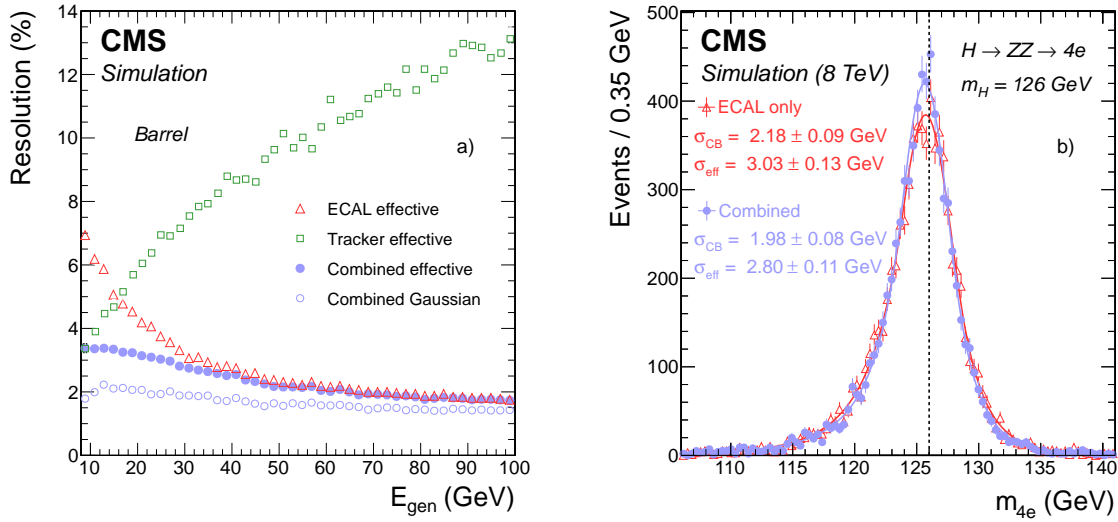 Resolution (%)
14
12
10
8
6
4
2
0
CMS
Simulation
Barrel
a)
ECAL effective
Tracker effective
Combined effective
Combined Gaussian
10 20 30 40 50 60 70 80 90 100
E_gen (GeV)
Events / 0.35 GeV
500
400
300
200
100
0
CMS
Simulation (8 TeV)
H → ZZ → 4e
m_H = 126 GeV
b)
ECAL only
σ_CB = 2.18 ± 0.09 GeV
σ_eff = 3.03 ± 0.13 GeV
Combined
σ_CB = 1.98 ± 0.08 GeV
σ_eff = 2.80 ± 0.11 GeV
110 115 120 125 130 135 140
m_4e (GeV)